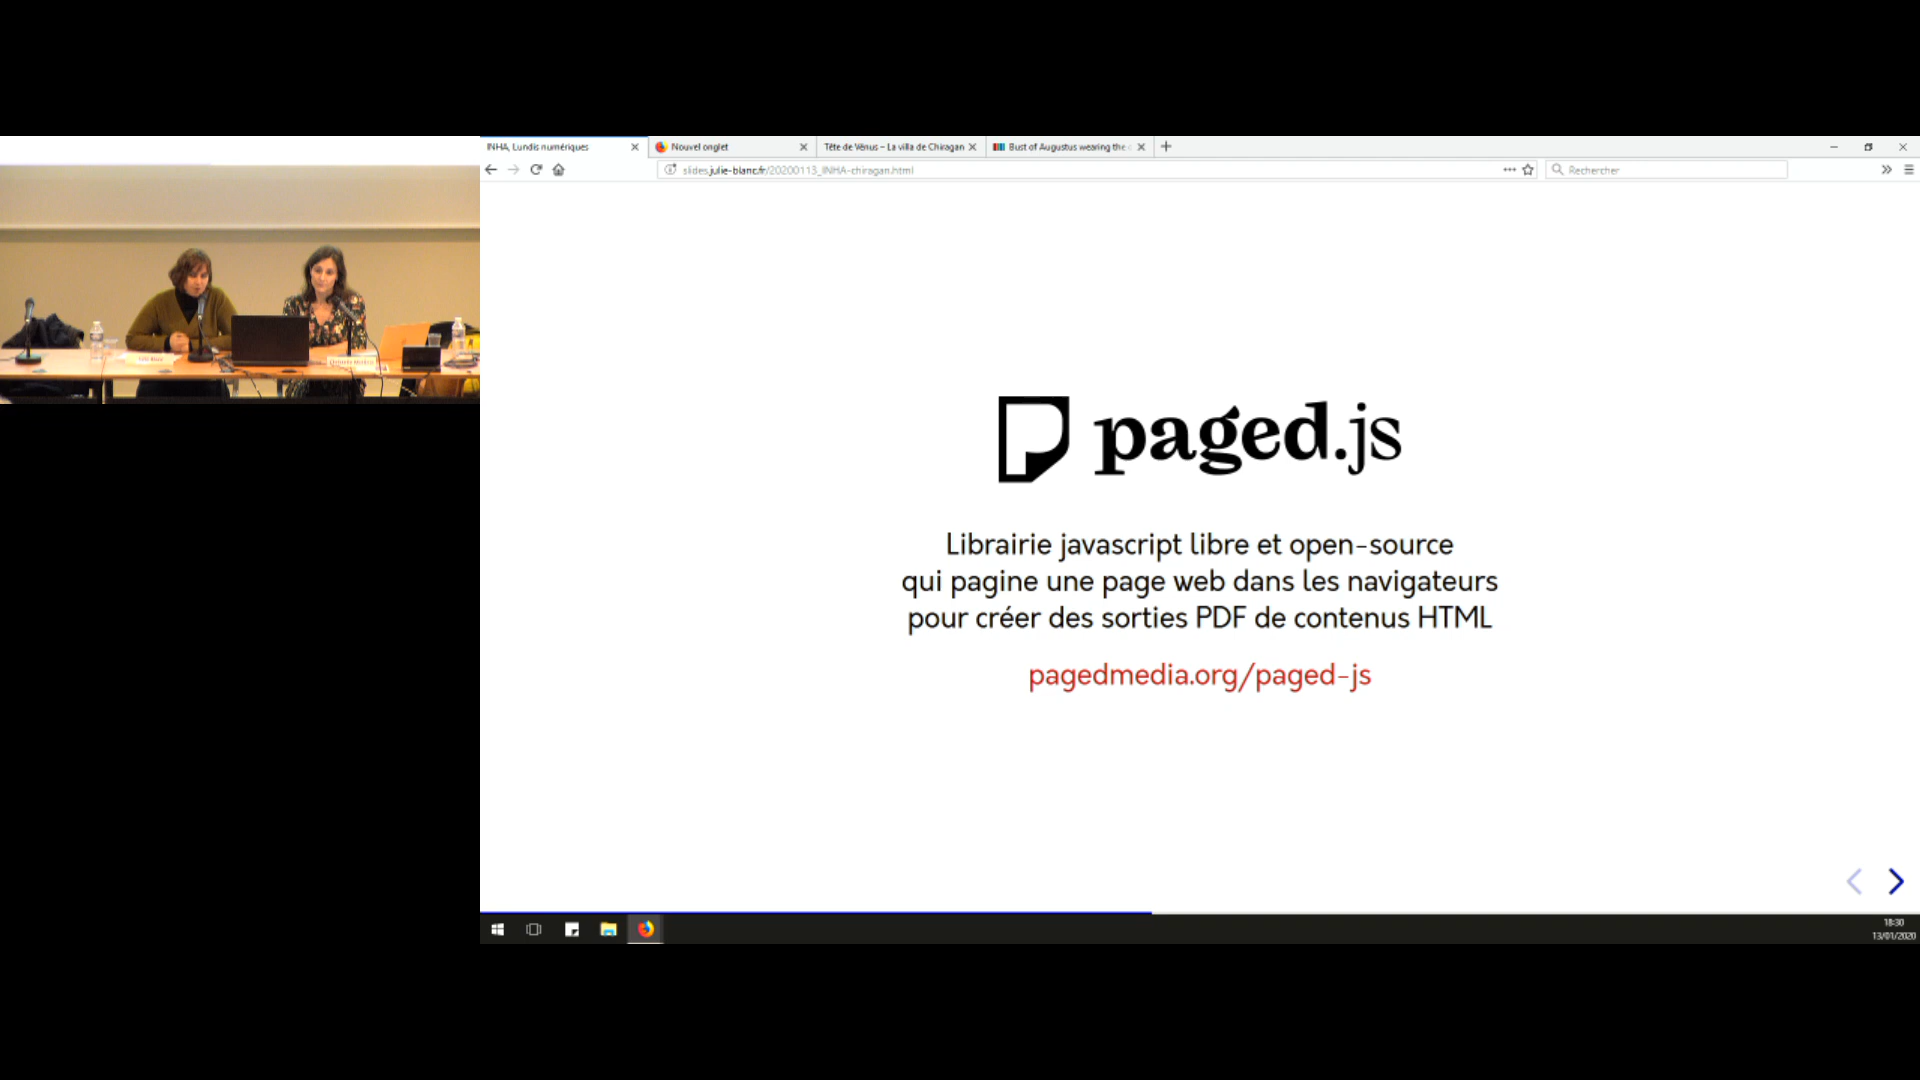 INHA, Lundis numériques
Nouvel onglet
Tête de Vénus – La villa de Chiragan
Bust of Augustus wearing the
slides.julie-blanc.fr/20200113_INHA-chiragan.html
Rechercher
paged.js
Librairie javascript libre et open-source
qui pagine une page web dans les navigateurs
pour créer des sorties PDF de contenus HTML
pagedmedia.org/paged-js
18:30
13/01/2020